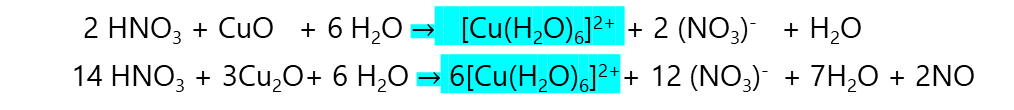 2 HNO₃ + CuO + 6 H₂O → [Cu(H₂O)₆]²⁺ + 2 (NO₃)⁻ + H₂O
14 HNO₃ + 3Cu₂O+ 6 H₂O → 6[Cu(H₂O)₆]²⁺+ 12 (NO₃)⁻ + 7H₂O + 2NO